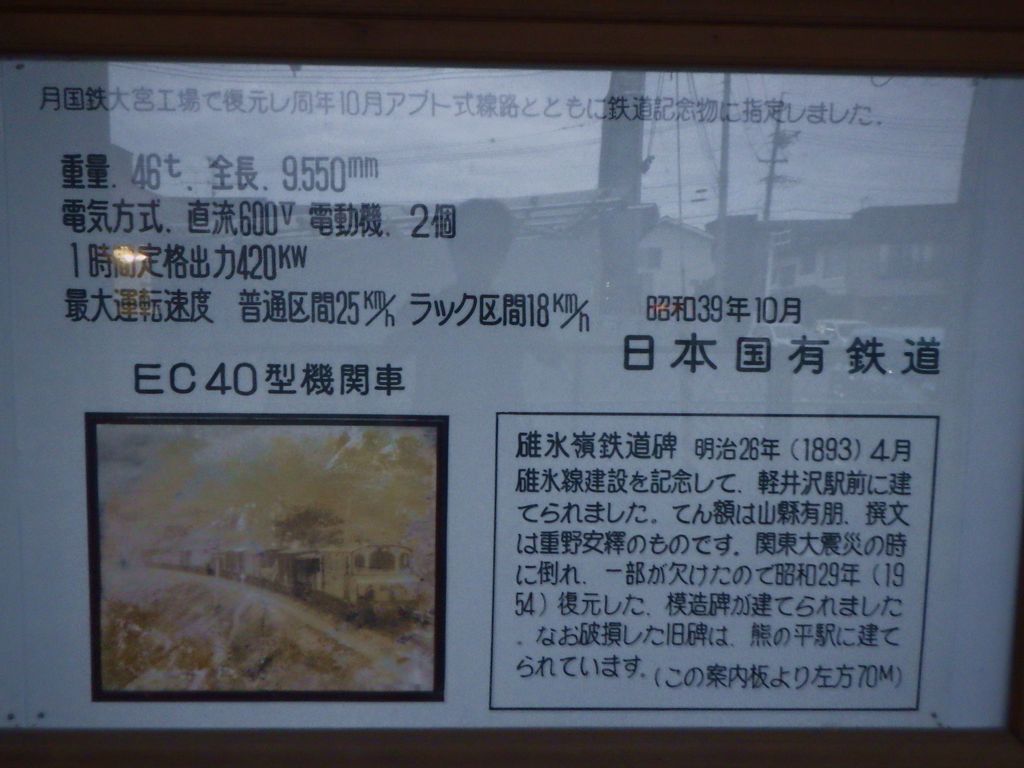 月国鉄大宮工場で復元し同年10月アプト式線路とともに鉄道記念物に指定しました.
重量. 46t. 全長. 9.550mm
電気方式. 直流600V 電動機. 2個
1時間定格出力420KW
最大運転速度 普通区間25Km/h ラック区間18Km/h
昭和39年10月
日本国有鉄道
EC40型機関車
碓氷嶺鉄道碑 明治26年(1893)4月
碓氷線建設を記念して、軽井沢駅前に建
てられました。てん額は山縣有朋、撰文
は重野安繹のものです。関東大震災の時
に倒れ、一部が欠けたので昭和29年(19
54)復元した、模造碑が建てられました
。なお破損した旧碑は、熊の平駅に建て
られています。(この案内板より左方70M)